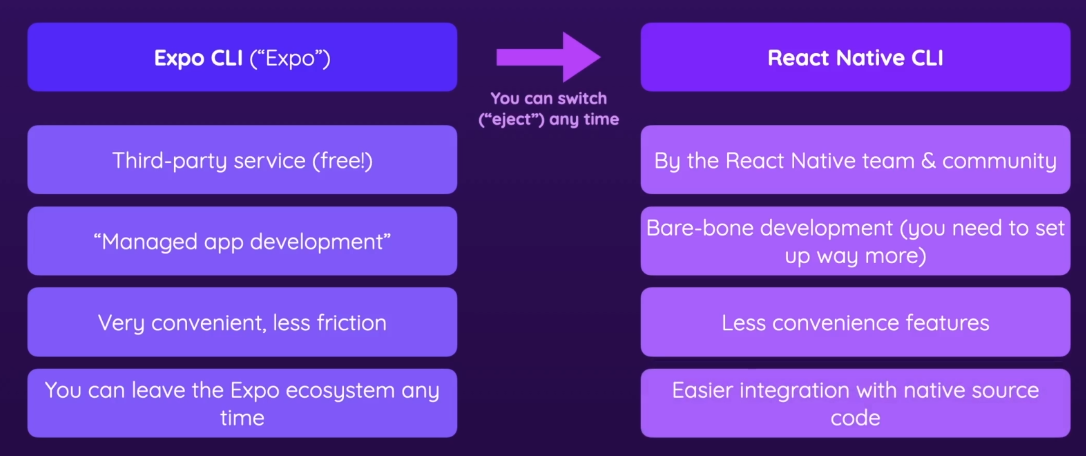 Expo CLI (“Expo”)
You can switch
(“eject”) any time
React Native CLI
Third-party service (free!)
By the React Native team & community
“Managed app development”
Bare-bone development (you need to set
up way more)
Very convenient, less friction
Less convenience features
You can leave the Expo ecosystem any
time
Easier integration with native source
code